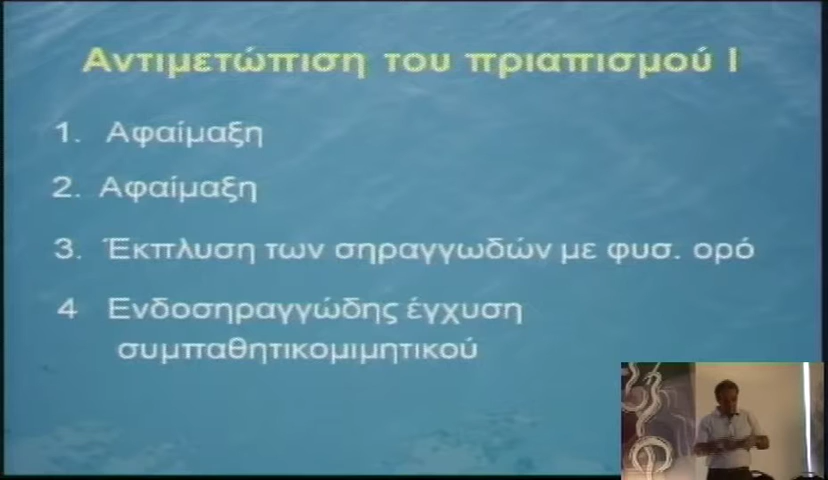 Αντιμετώπιση του πριαπισμού Ι
1. Αφαίμαξη
2. Αφαίμαξη
3. Έκπλυση των σηραγγωδών με φυσ. ορό
4 Ενδοσηραγγώδης έγχυση
συμπαθητικομιμητικού